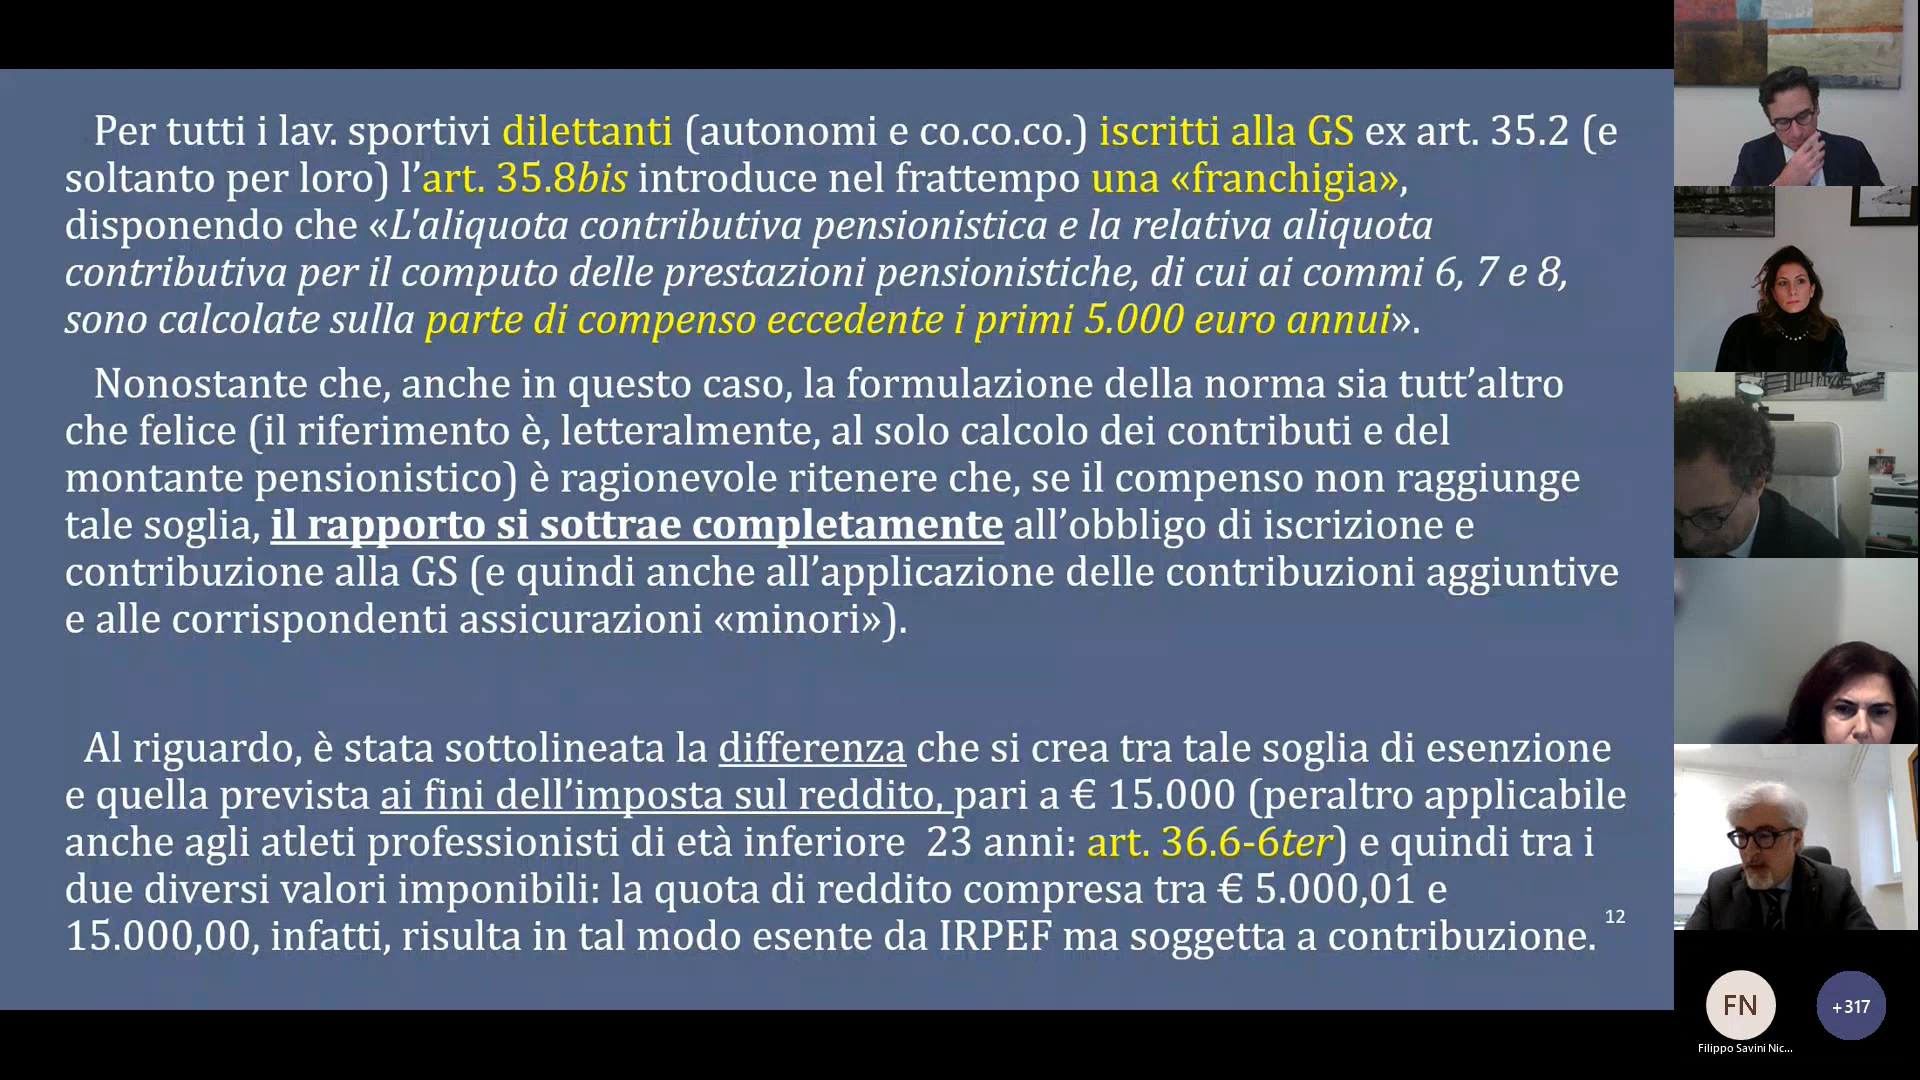 Per tutti i lav. sportivi dilettanti (autonomi e co.co.co.) iscritti alla GS ex art. 35.2 (e
soltanto per loro) l’art. 35.8bis introduce nel frattempo una «franchigia»,
disponendo che «L'aliquota contributiva pensionistica e la relativa aliquota
contributiva per il computo delle prestazioni pensionistiche, di cui ai commi 6, 7 e 8,
sono calcolate sulla parte di compenso eccedente i primi 5.000 euro annui».
Nonostante che, anche in questo caso, la formulazione della norma sia tutt’altro
che felice (il riferimento è, letteralmente, al solo calcolo dei contributi e del
montante pensionistico) è ragionevole ritenere che, se il compenso non raggiunge
tale soglia, il rapporto si sottrae completamente all’obbligo di iscrizione e
contribuzione alla GS (e quindi anche all’applicazione delle contribuzioni aggiuntive
e alle corrispondenti assicurazioni «minori»).
Al riguardo, è stata sottolineata la differenza che si crea tra tale soglia di esenzione
e quella prevista ai fini dell’imposta sul reddito, pari a € 15.000 (peraltro applicabile
anche agli atleti professionisti di età inferiore 23 anni: art. 36.6-6ter) e quindi tra i
due diversi valori imponibili: la quota di reddito compresa tra € 5.000,01 e
15.000,00, infatti, risulta in tal modo esente da IRPEF ma soggetta a contribuzione.
12
FN
+317
Filippo Savini Nic...